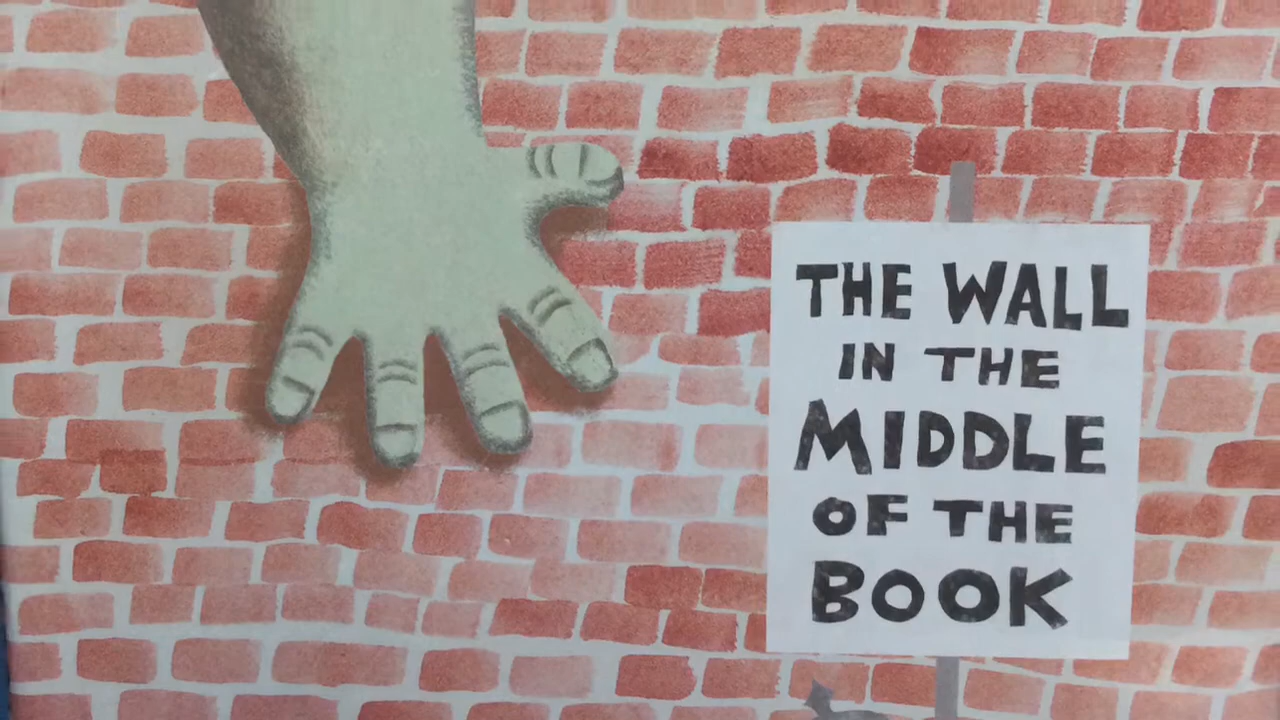 THE WALL
IN THE
MIDDLE
OF THE
BOOK